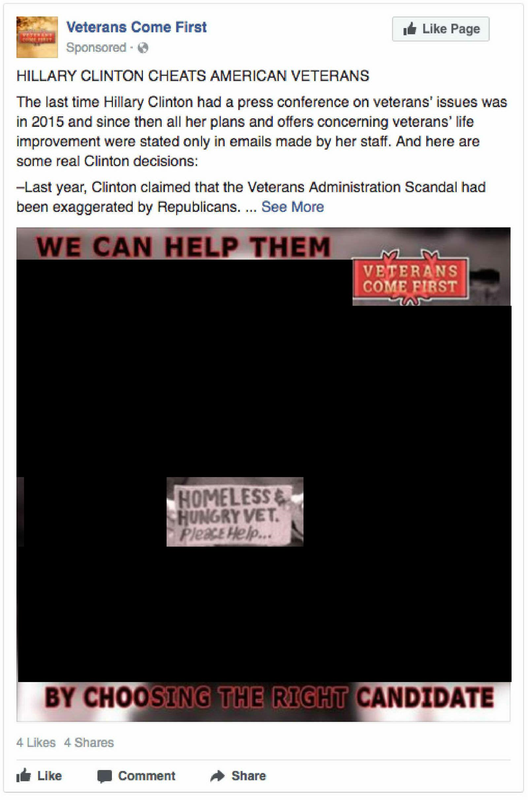 Veterans Come First
Sponsored ·
Like Page
HILLARY CLINTON CHEATS AMERICAN VETERANS
The last time Hillary Clinton had a press conference on veterans' issues was
in 2015 and since then all her plans and offers concerning veterans' life
improvement were stated only in emails made by her staff. And here are
some real Clinton decisions:
–Last year, Clinton claimed that the Veterans Administration Scandal had
been exaggerated by Republicans. ... See More
WE CAN HELP THEM
VETERANS
COME FIRST
HOMELESS &
HUNGRY VET.
Please Help...
BY CHOOSING THE RIGHT CANDIDATE
4 Likes 4 Shares
Like Comment Share